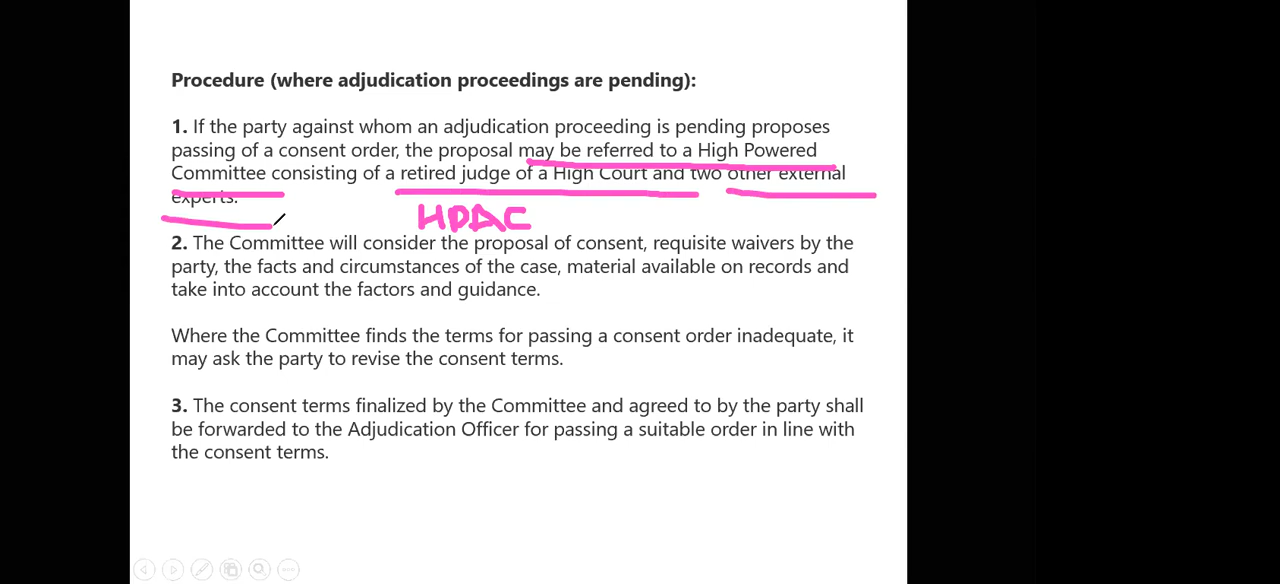 Procedure (where adjudication proceedings are pending):
1. If the party against whom an adjudication proceeding is pending proposes
passing of a consent order, the proposal may be referred to a High Powered
Committee consisting of a retired judge of a High Court and two other external
experts.
HPAC
2. The Committee will consider the proposal of consent, requisite waivers by the
party, the facts and circumstances of the case, material available on records and
take into account the factors and guidance.
Where the Committee finds the terms for passing a consent order inadequate, it
may ask the party to revise the consent terms.
3. The consent terms finalized by the Committee and agreed to by the party shall
be forwarded to the Adjudication Officer for passing a suitable order in line with
the consent terms.